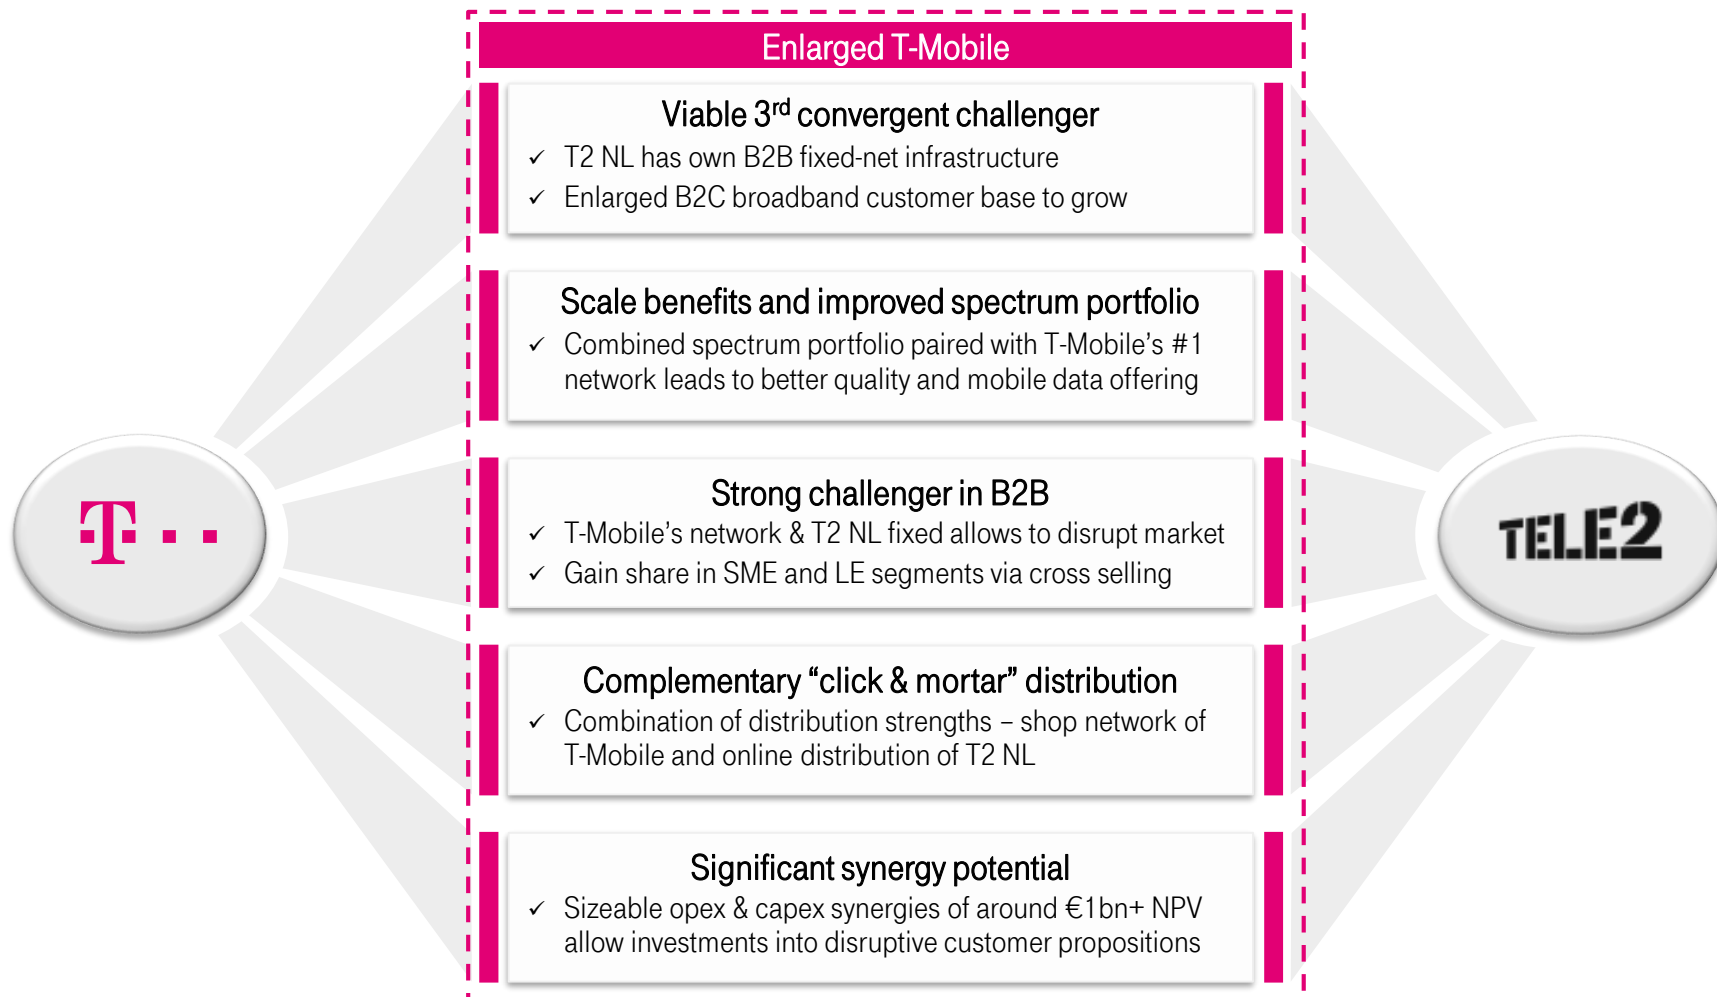 Enlarged T-Mobile
Viable 3rd convergent challenger
✓ T2 NL has own B2B fixed-net infrastructure
✓ Enlarged B2C broadband customer base to grow
Scale benefits and improved spectrum portfolio
✓ Combined spectrum portfolio paired with T-Mobile's #1
network leads to better quality and mobile data offering
Strong challenger in B2B
✓ T-Mobile's network & T2 NL fixed allows to disrupt market
✓ Gain share in SME and LE segments via cross selling
T
TELE2
Complementary “click & mortar” distribution
✓ Combination of distribution strengths – shop network of
T-Mobile and online distribution of T2 NL
Significant synergy potential
✓ Sizeable opex & capex synergies of around €1bn+ NPV
allow investments into disruptive customer propositions